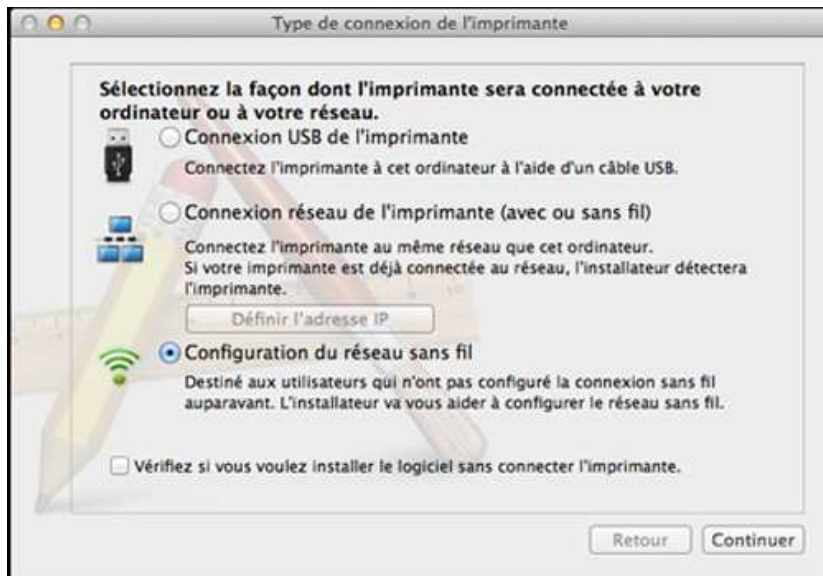 Type de connexion de l'imprimante
Sélectionnez la façon dont l'imprimante sera connectée à votre
ordinateur ou à votre réseau.
Connexion USB de l'imprimante
Connectez l'imprimante à cet ordinateur à l'aide d'un câble USB.
Connexion réseau de l'imprimante (avec ou sans fil)
Connectez l'imprimante au même réseau que cet ordinateur.
Si votre imprimante est déjà connectée au réseau, l'installateur détectera
l'imprimante.
Définir l'adresse IP
Configuration du réseau sans fil
Destiné aux utilisateurs qui n'ont pas configuré la connexion sans fil
auparavant. L'installateur va vous aider à configurer le réseau sans fil.
Vérifiez si vous voulez installer le logiciel sans connecter l'imprimante.
Retour
Continuer